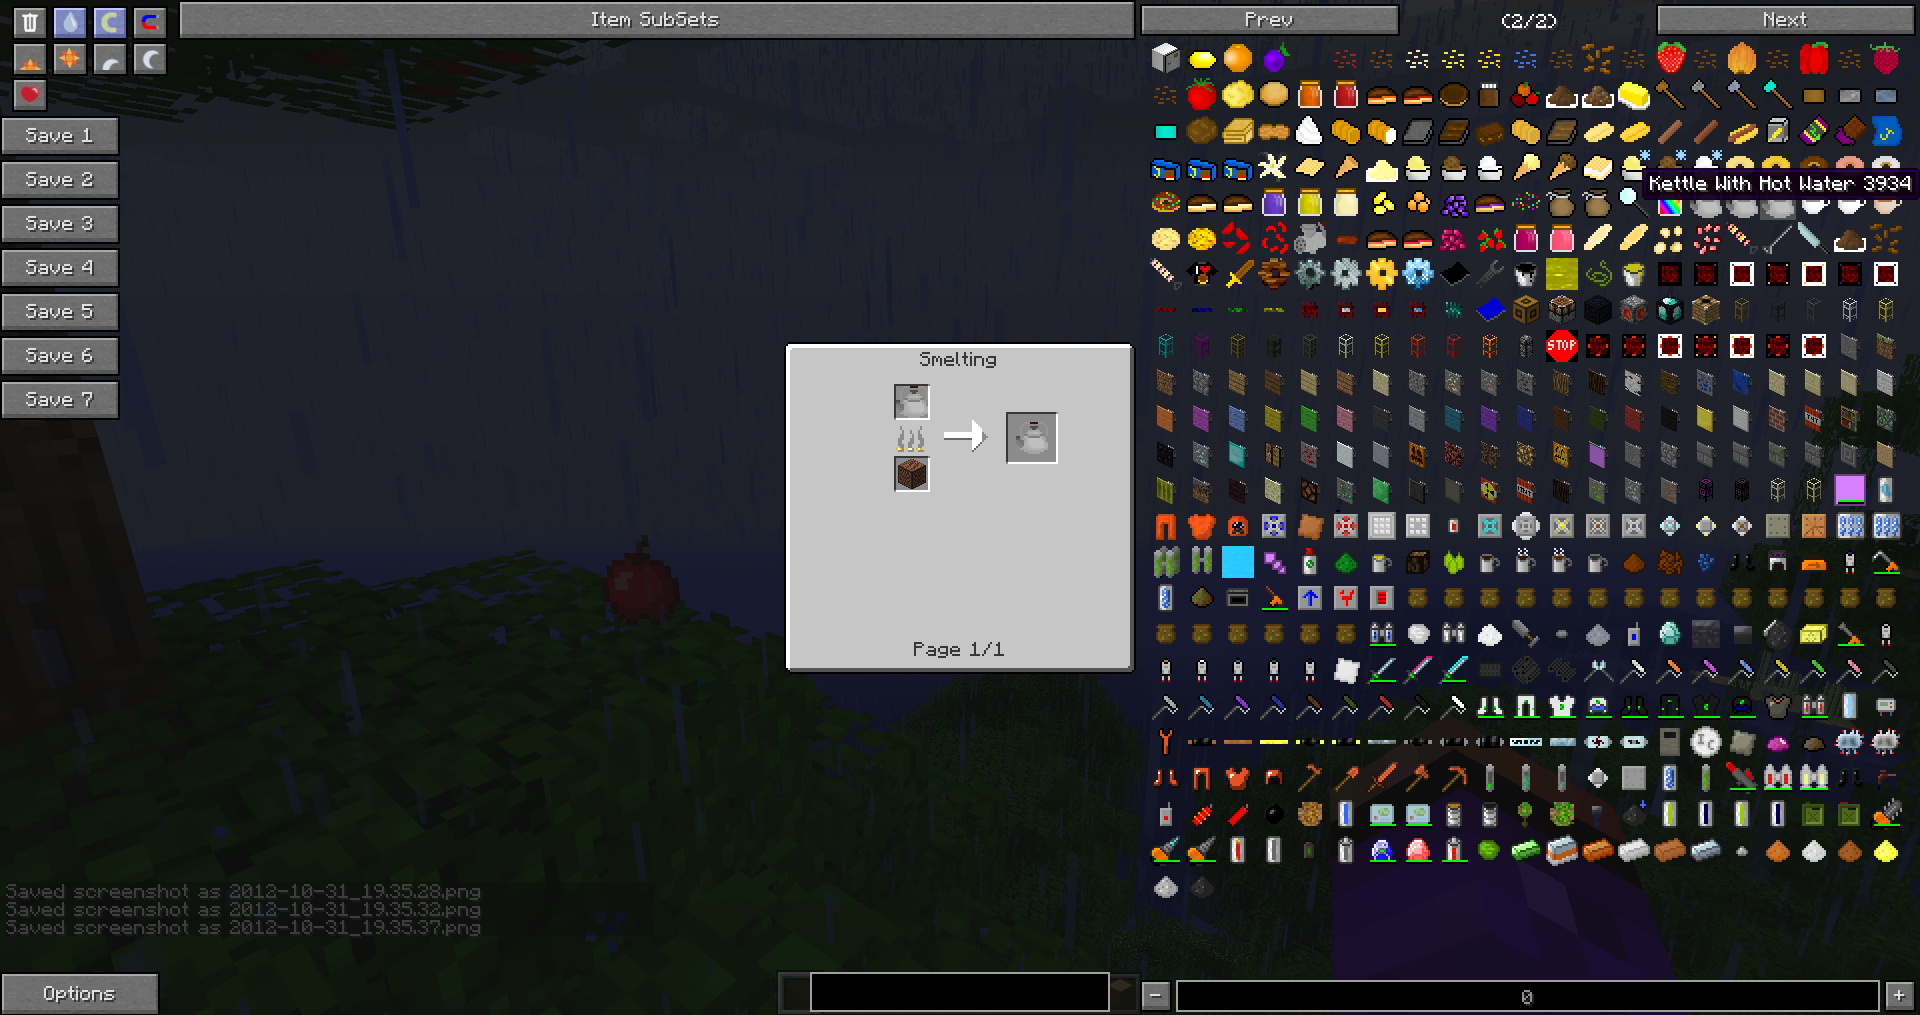 Item SubSets
Prev
(2/2)
Next
Save 1
Save 2
Save 3
Save 4
Save 5
Save 6
Save 7
Kettle With Hot Water 3934
STOP
Smelting
Page 1/1
Saved screenshot as 2012-10-31_19.35.28.png
Saved screenshot as 2012-10-31_19.35.32.png
Saved screenshot as 2012-10-31_19.35.37.png
Options
-
0
+